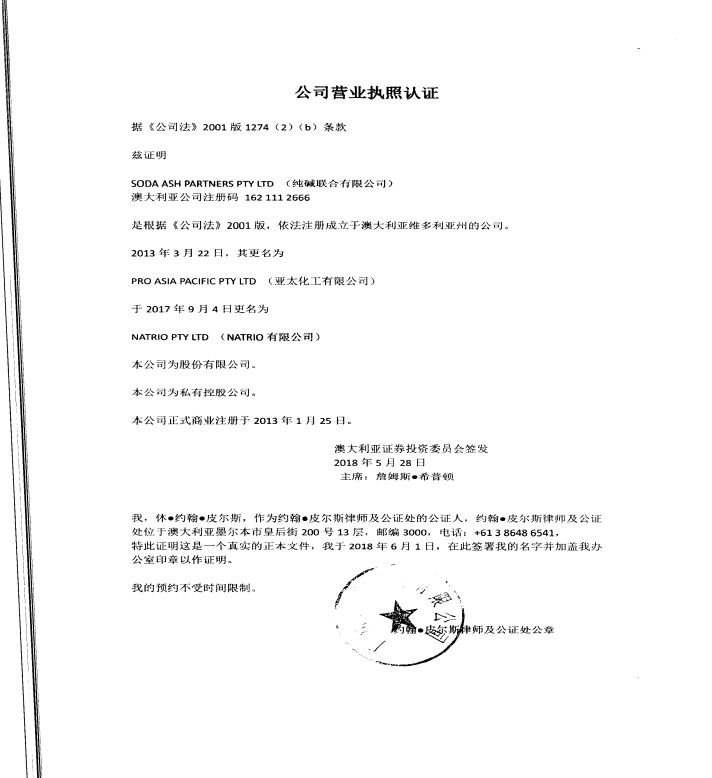 公司营业执照认证
据《公司法》2001 版 1274（2）（b）条款
兹证明
SODA ASH PARTNERS PTY LTD （纯碱联合有限公司）
澳大利亚公司注册码 162 111 2666
是根据《公司法》2001 版，依法注册成立于澳大利亚维多利亚州的公司。
2013 年 3 月 22 日，其更名为
PRO ASIA PACIFIC PTY LTD （亚太化工有限公司）
于 2017 年 9 月 4 日更名为
NATRIO PTY LTD （NATRIO 有限公司）
本公司为股份有限公司。
本公司为私有控股公司。
本公司正式商业注册于 2013 年 1 月 25 日。
澳大利亚证券投资委员会签发
2018 年 5 月 28 日
主席：詹姆斯●希普顿
我，休●约翰●皮尔斯，作为约翰●皮尔斯律师及公证处的公证人，约翰●皮尔斯律师及公证
处位于澳大利亚墨尔本市皇后街 200 号 13 层，邮编 3000，电话：+61 3 8648 6541，
特此证明这是一个真实的正本文件，我于 2018 年 6 月 1 日，在此签署我的名字并加盖我办
公室印章以作证明。
我的预约不受时间限制。
限公司
约翰●皮尔斯律师及公证处公章